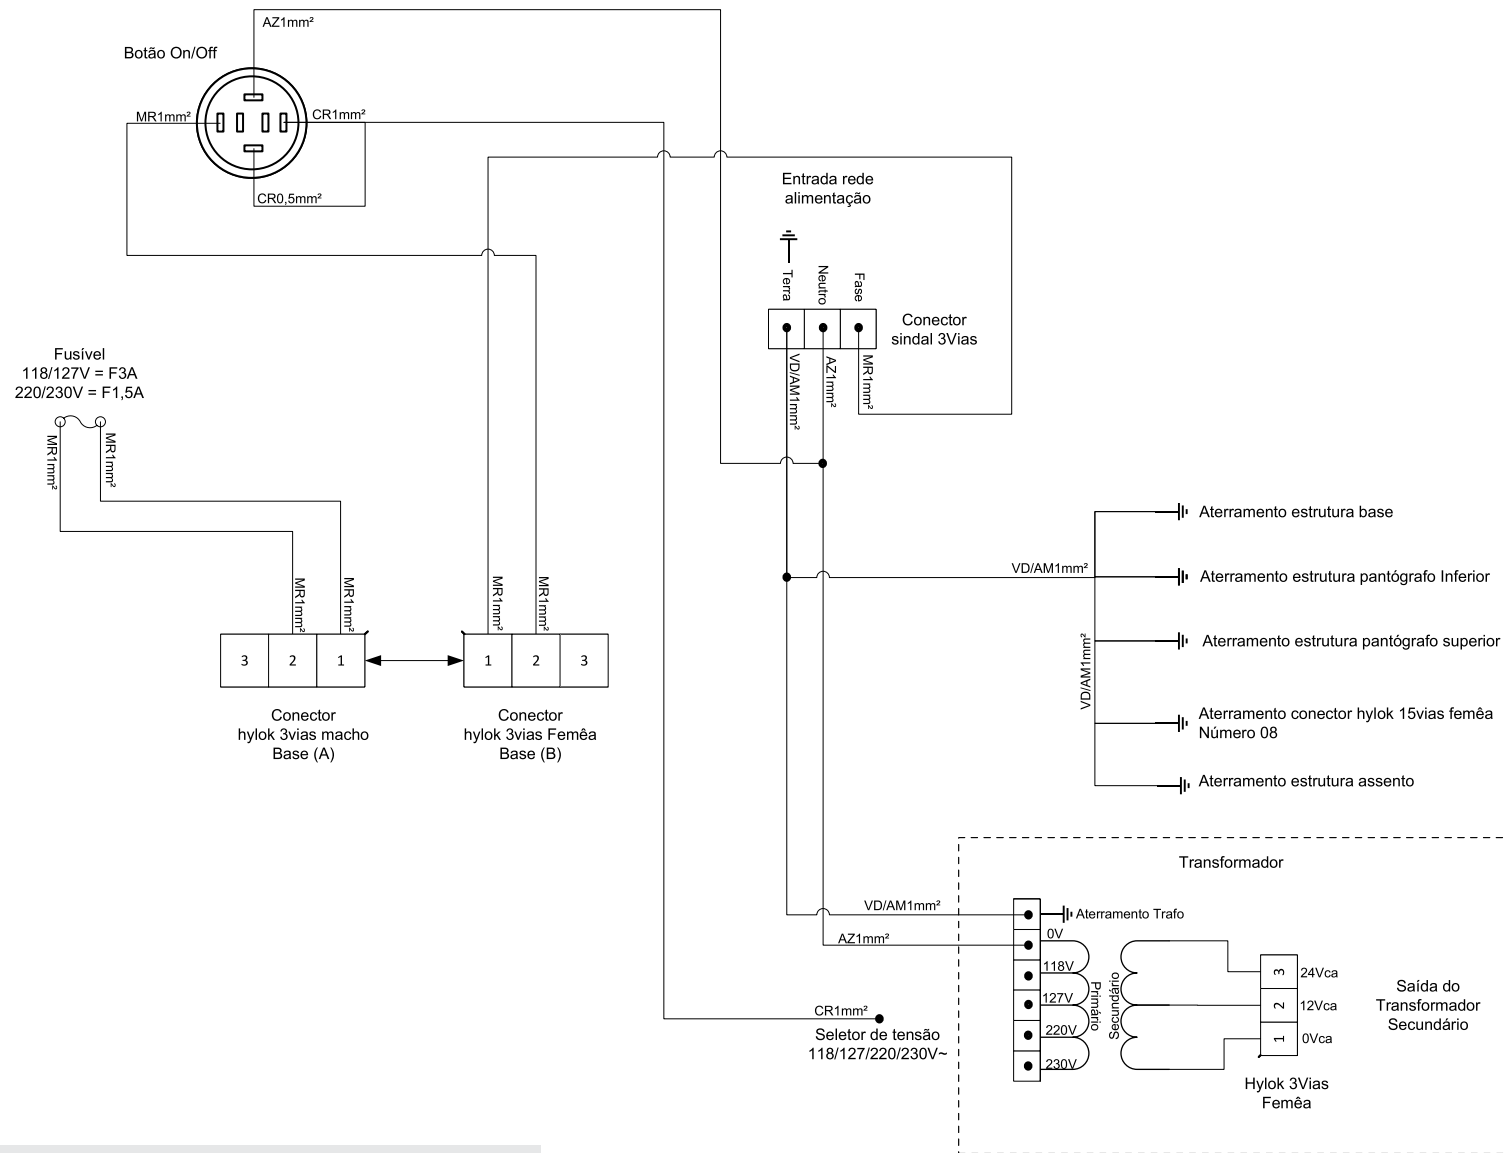 AZ1mm²
Botão On/Off
MR1mm²
CR1mm²
CR0,5mm²
Entrada rede
alimentação
Terra
Neutro
Fase
Conector
sindal 3Vias
VD/AM1mm²
AZ1mm²
MR1mm²
Fusível
118/127V = F3A
220/230V = F1,5A
MR1mm²
MR1mm²
MR1mm²
MR1mm²
MR1mm²
MR1mm²
3
2
1
1
2
3
Conector
hylok 3vias macho
Base (A)
Conector
hylok 3vias Femêa
Base (B)
VD/AM1mm²
VD/AM1mm²
Aterramento estrutura base
Aterramento estrutura pantógrafo Inferior
Aterramento estrutura pantógrafo superior
Aterramento conector hylok 15vias femêa
Número 08
Aterramento estrutura assento
Transformador
VD/AM1mm²
Aterramento Trafo
AZ1mm²
0V
118V
127V
220V
230V
Primário
Secundário
3
2
1
24Vca
12Vca
0Vca
Saída do
Transformador
Secundário
Hylok 3Vias
Femêa
CR1mm²
Seletor de tensão
118/127/220/230V~